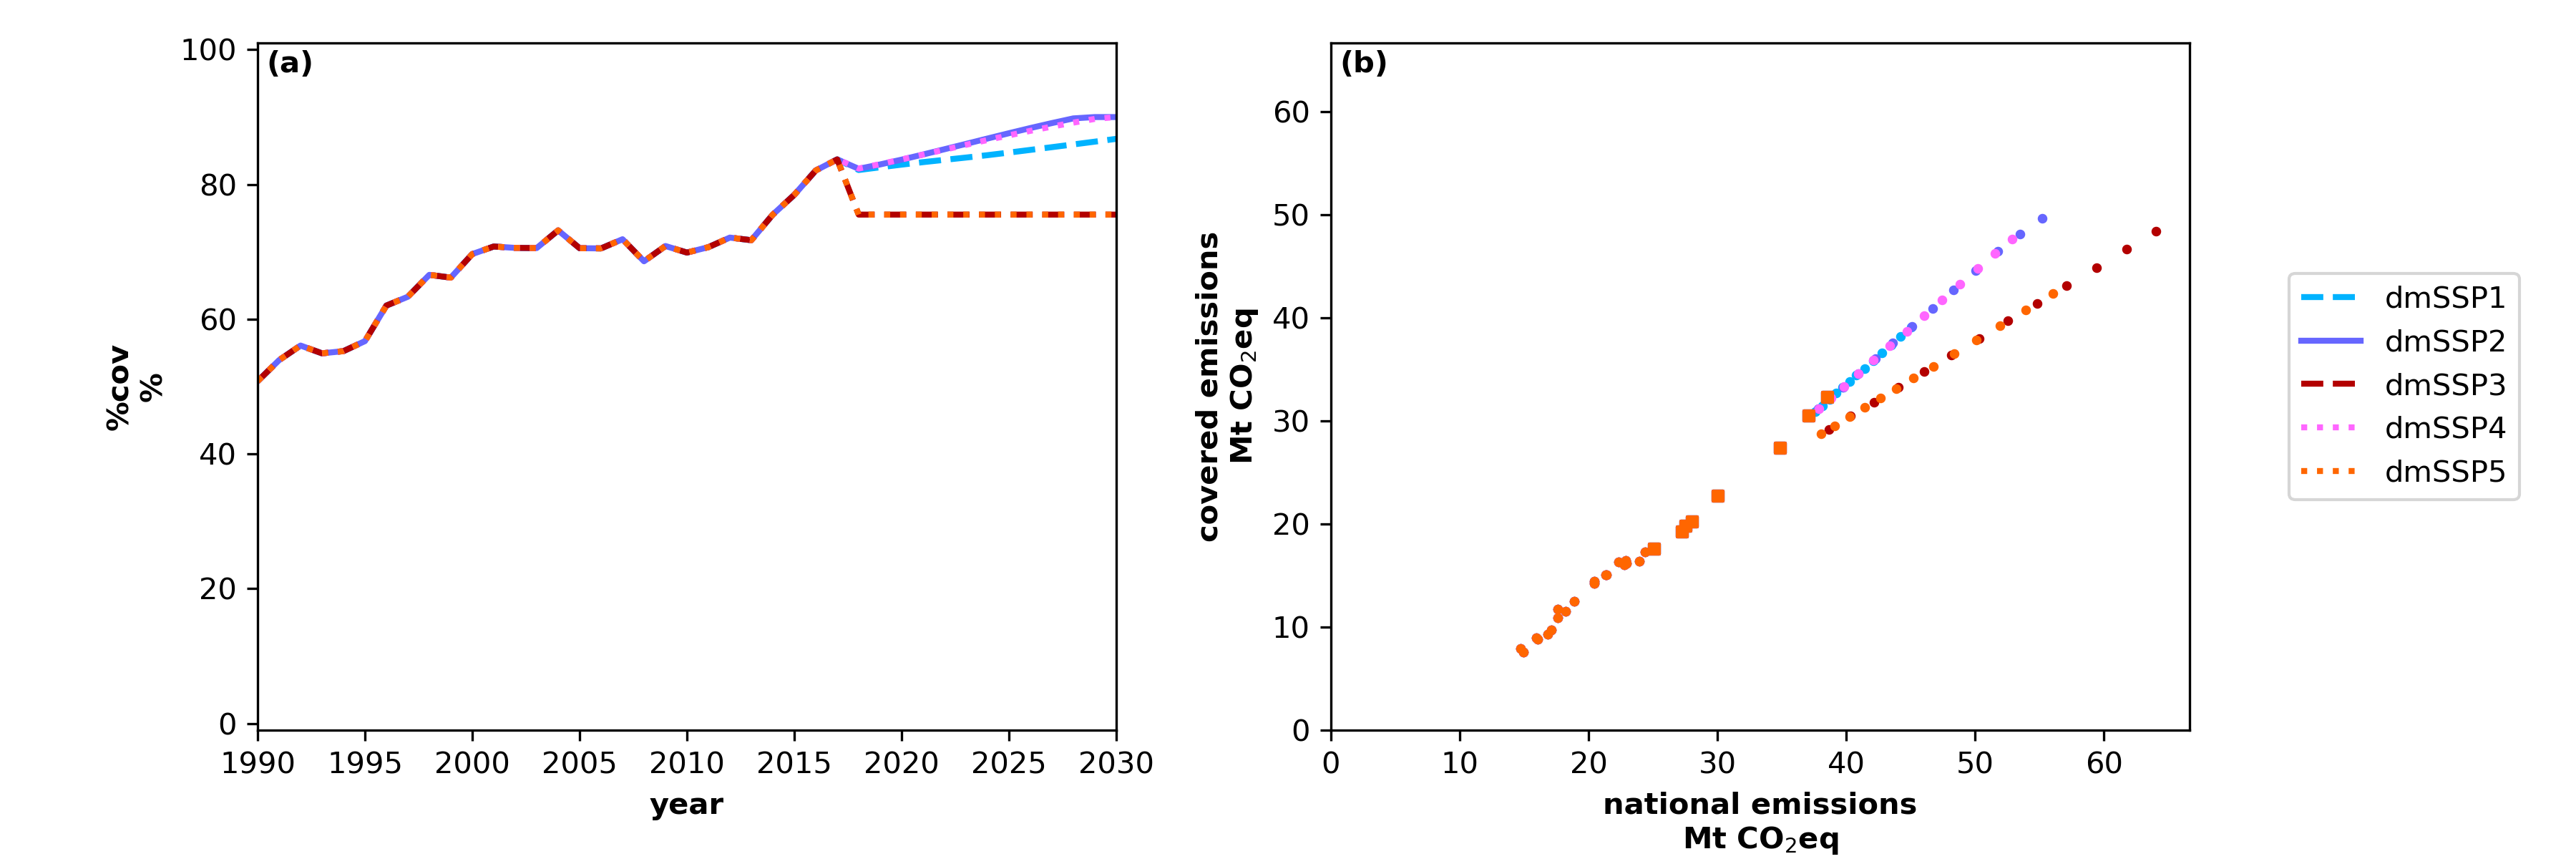 (a)
100
80
60
40
20
0
%cov
%
1990 1995 2000 2005 2010 2015 2020 2025 2030
year
(b)
60
50
40
30
20
10
0
covered emissions
Mt CO₂eq
0 10 20 30 40 50 60
national emissions
Mt CO₂eq
dmSSP1
dmSSP2
dmSSP3
dmSSP4
dmSSP5